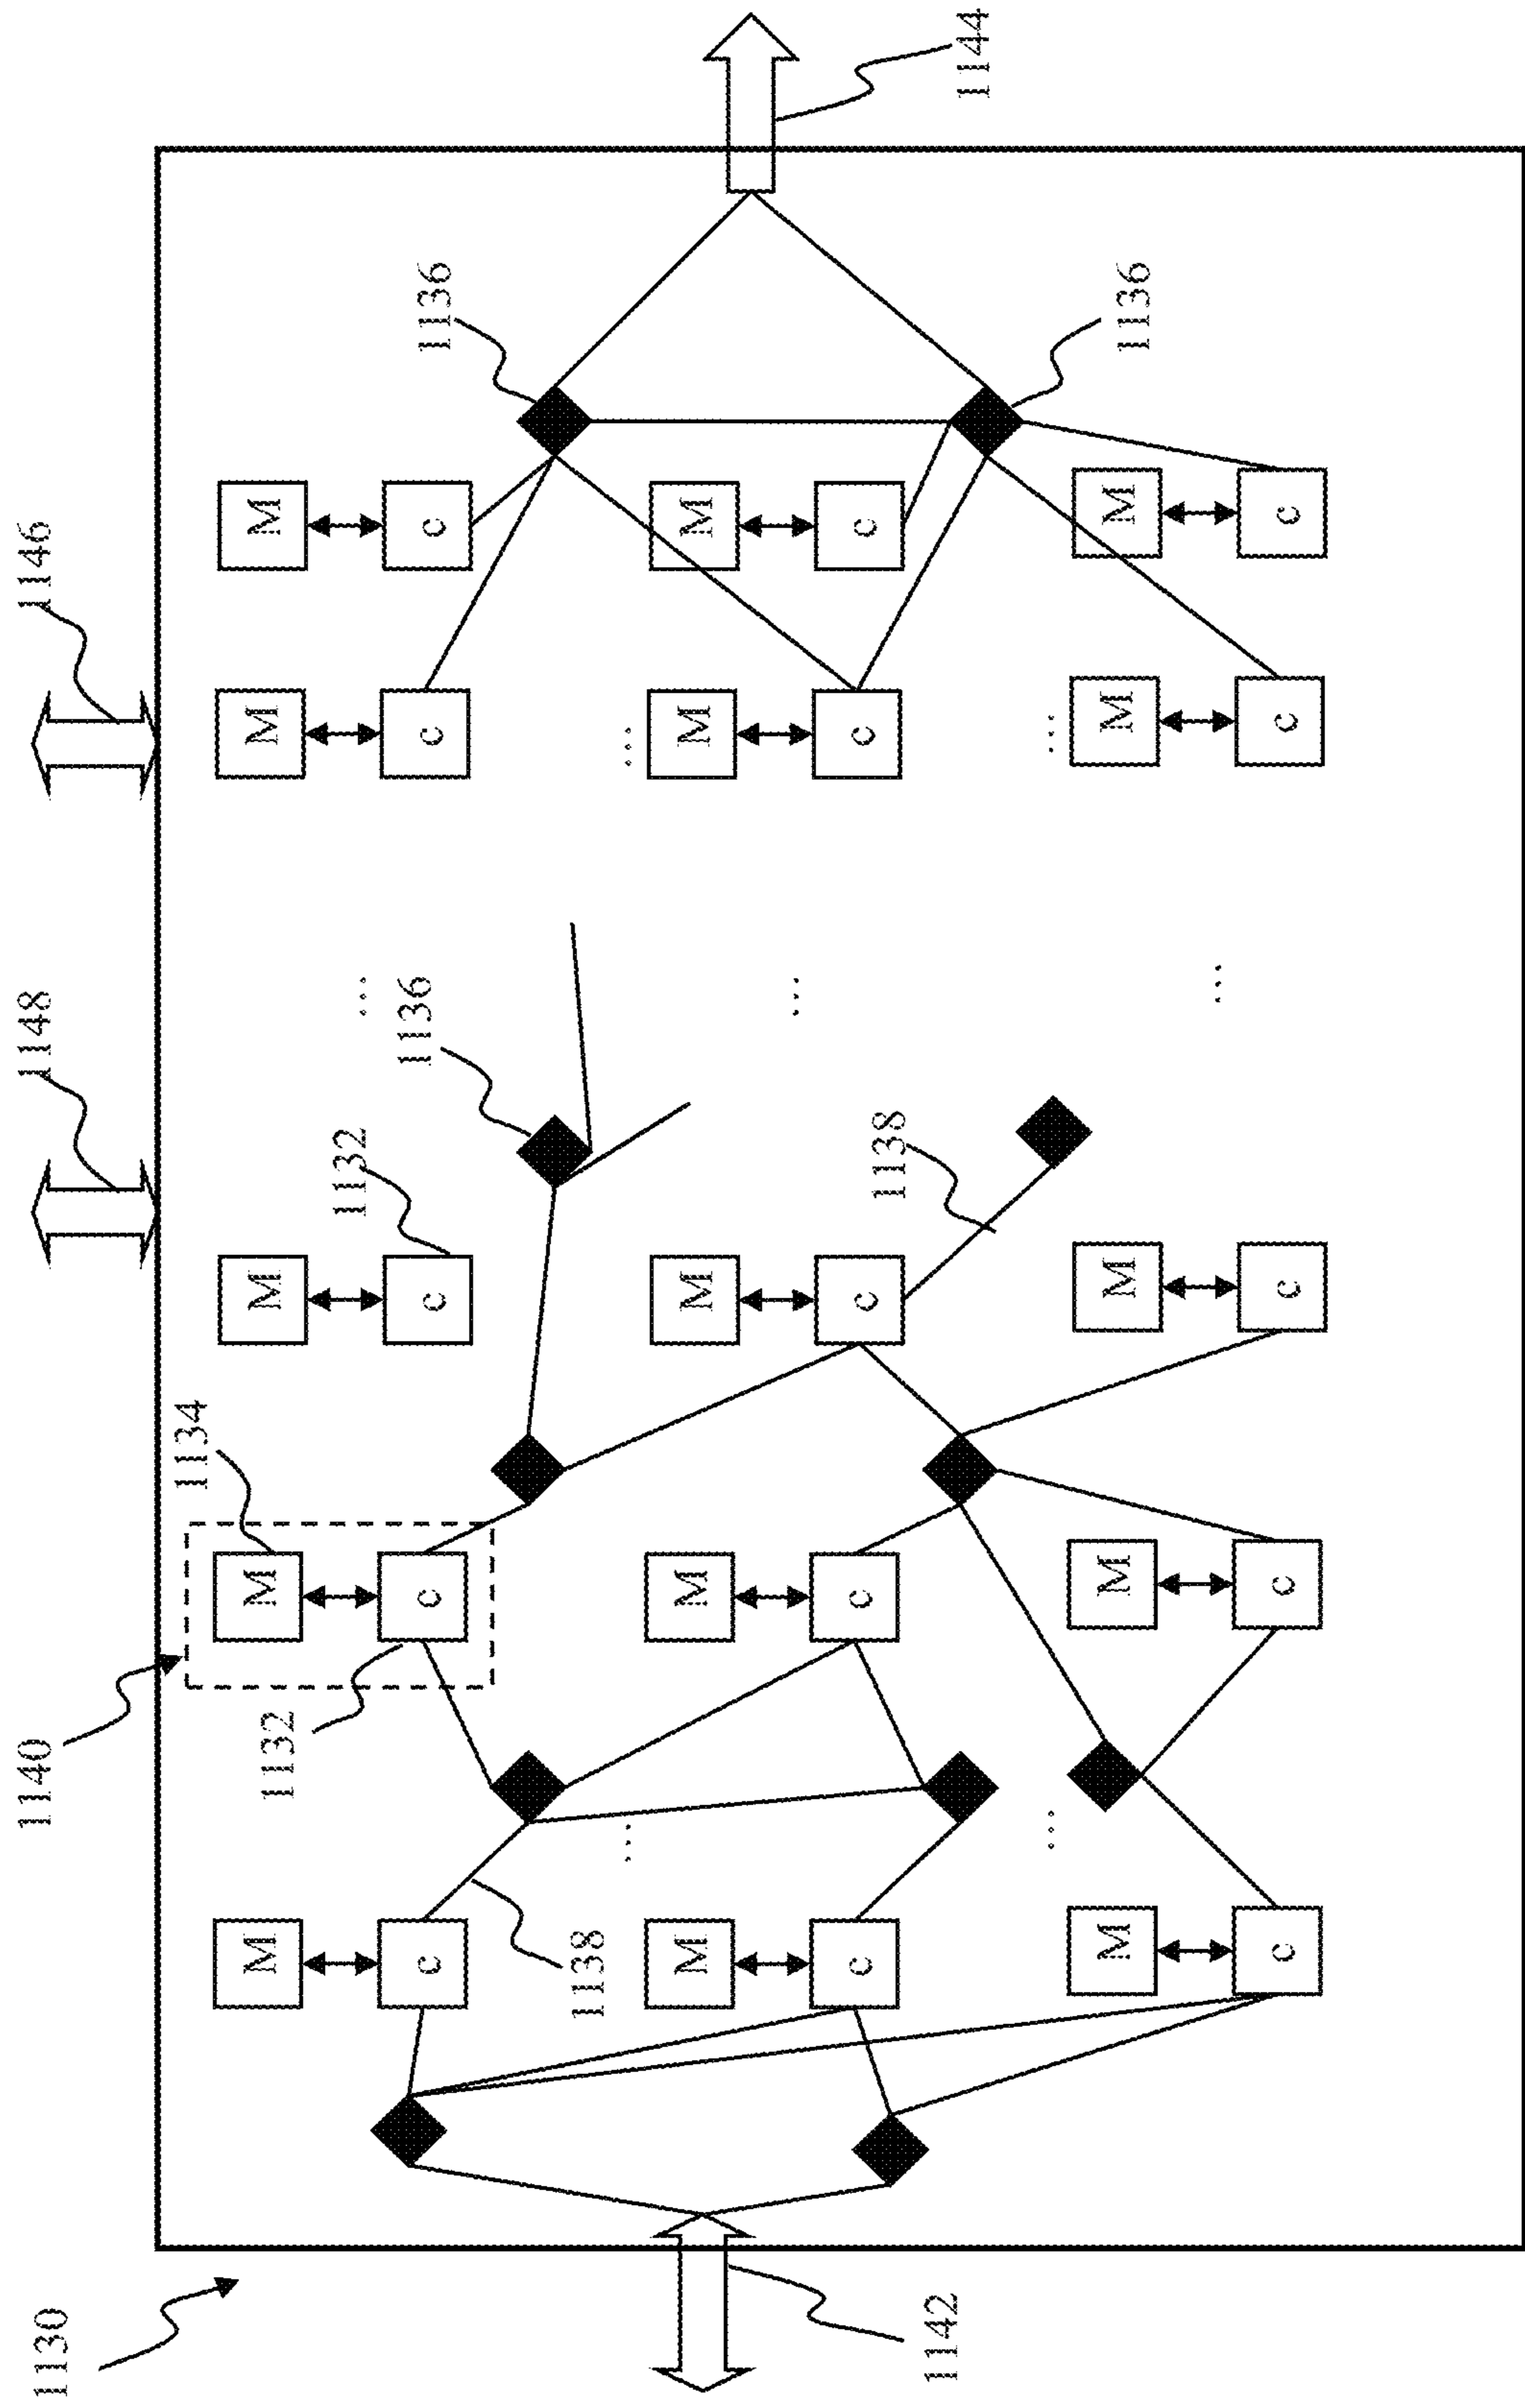 1130 1140 1148 1146
1134
M M M M M
1132
1132 ...
1136 1136
c c c c c
1138
... ...
M M M M M
...
c c c c c
1138
1142 1144
... ...
M M M M M
1136
...
c c c c c